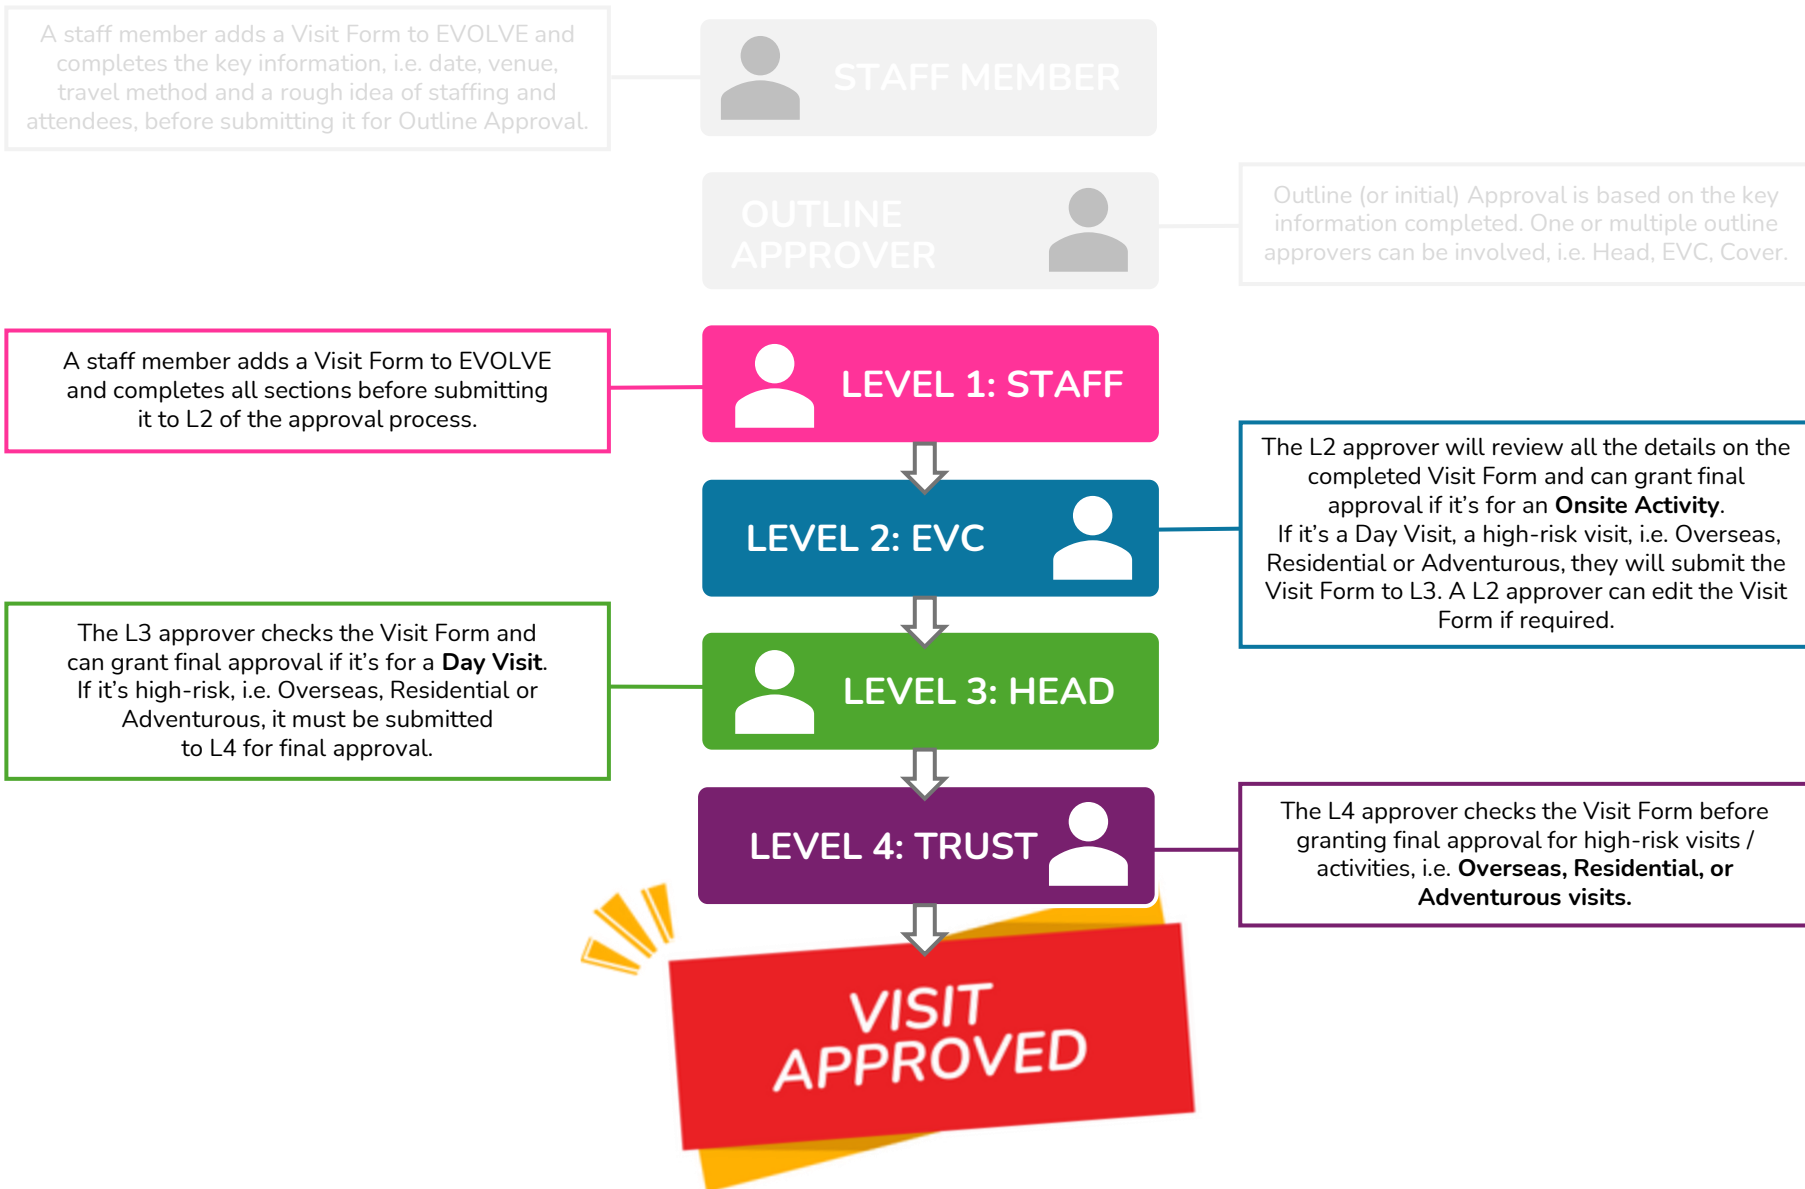 A staff member adds a Visit Form to EVOLVE and
completes the key information, i.e. date, venue,
travel method and a rough idea of staffing and
attendees, before submitting it for Outline Approval.
STAFF MEMBER
OUTLINE
APPROVER
Outline (or initial) Approval is based on the key
information completed. One or multiple outline
approvers can be involved, i.e. Head, EVC, Cover.
A staff member adds a Visit Form to EVOLVE
and completes all sections before submitting
it to L2 of the approval process.
LEVEL 1: STAFF
LEVEL 2: EVC
The L2 approver will review all the details on the
completed Visit Form and can grant final
approval if it's for an Onsite Activity.
If it's a Day Visit, a high-risk visit, i.e. Overseas,
Residential or Adventurous, they will submit the
Visit Form to L3. A L2 approver can edit the Visit
Form if required.
The L3 approver checks the Visit Form and
can grant final approval if it's for a Day Visit.
If it's high-risk, i.e. Overseas, Residential or
Adventurous, it must be submitted
to L4 for final approval.
LEVEL 3: HEAD
LEVEL 4: TRUST
The L4 approver checks the Visit Form before
granting final approval for high-risk visits /
activities, i.e. Overseas, Residential, or
Adventurous visits.
VISIT
APPROVED